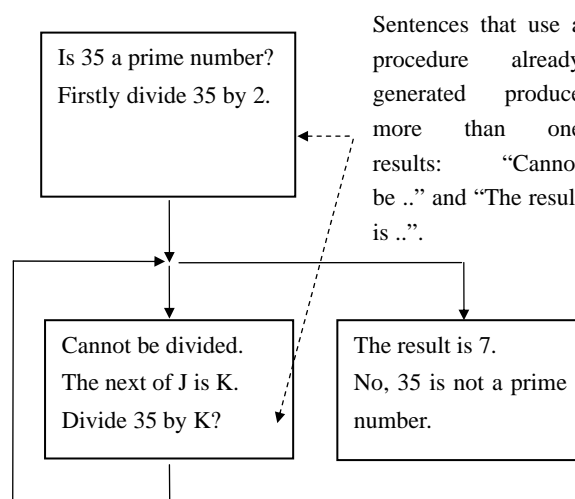 Is 35 a prime number?
Firstly divide 35 by 2.
Sentences that use a
procedure already
generated produce
more than one
results: “Canno
be ..” and “The resul
is ..”.
Cannot be divided.
The next of J is K.
Divide 35 by K?
The result is 7.
No, 35 is not a prime
number.